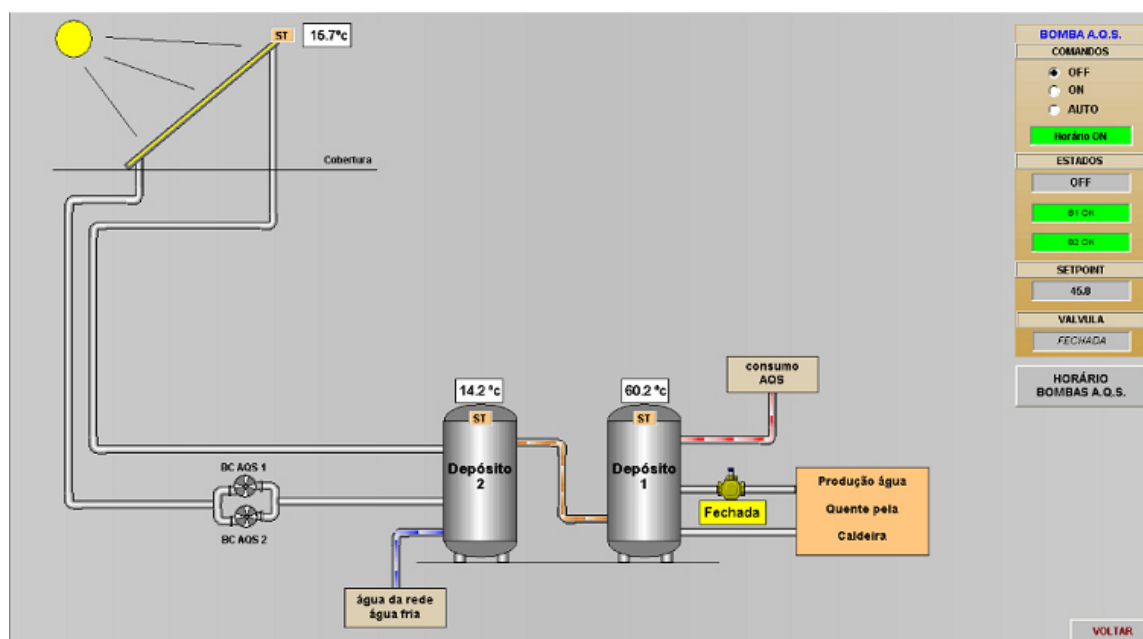 ST
15.7ºc
Cobertura
BC AQS 1
BC AQS 2
14.2 ºc
ST
Depósito
2
60.2 ºc
ST
Depósito
1
consumo
AQS
Fechada
Produção água
Quente pela
Caldeira
água da rede
água fria
BOMBA A.Q.S.
COMANDOS
OFF
ON
AUTO
Horário ON
ESTADOS
OFF
B1 OK
B2 OK
SETPOINT
45.0
VALVULA
FECHADA
HORÁRIO
BOMBAS A.Q.S.
VOLTAR